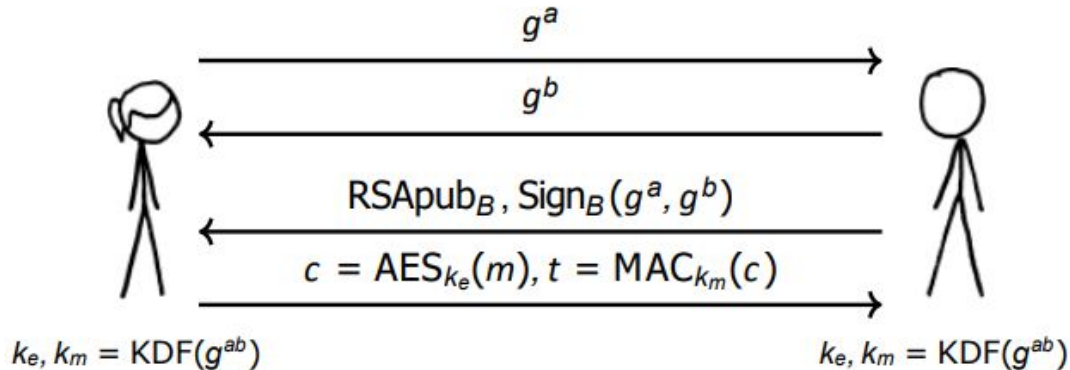 g^a
g^b
RSApub_B, Sign_B(g^a, g^b)
c = AES_{k_e}(m), t = MAC_{k_m}(c)
k_e, k_m = KDF(g^{ab})
k_e, k_m = KDF(g^{ab})